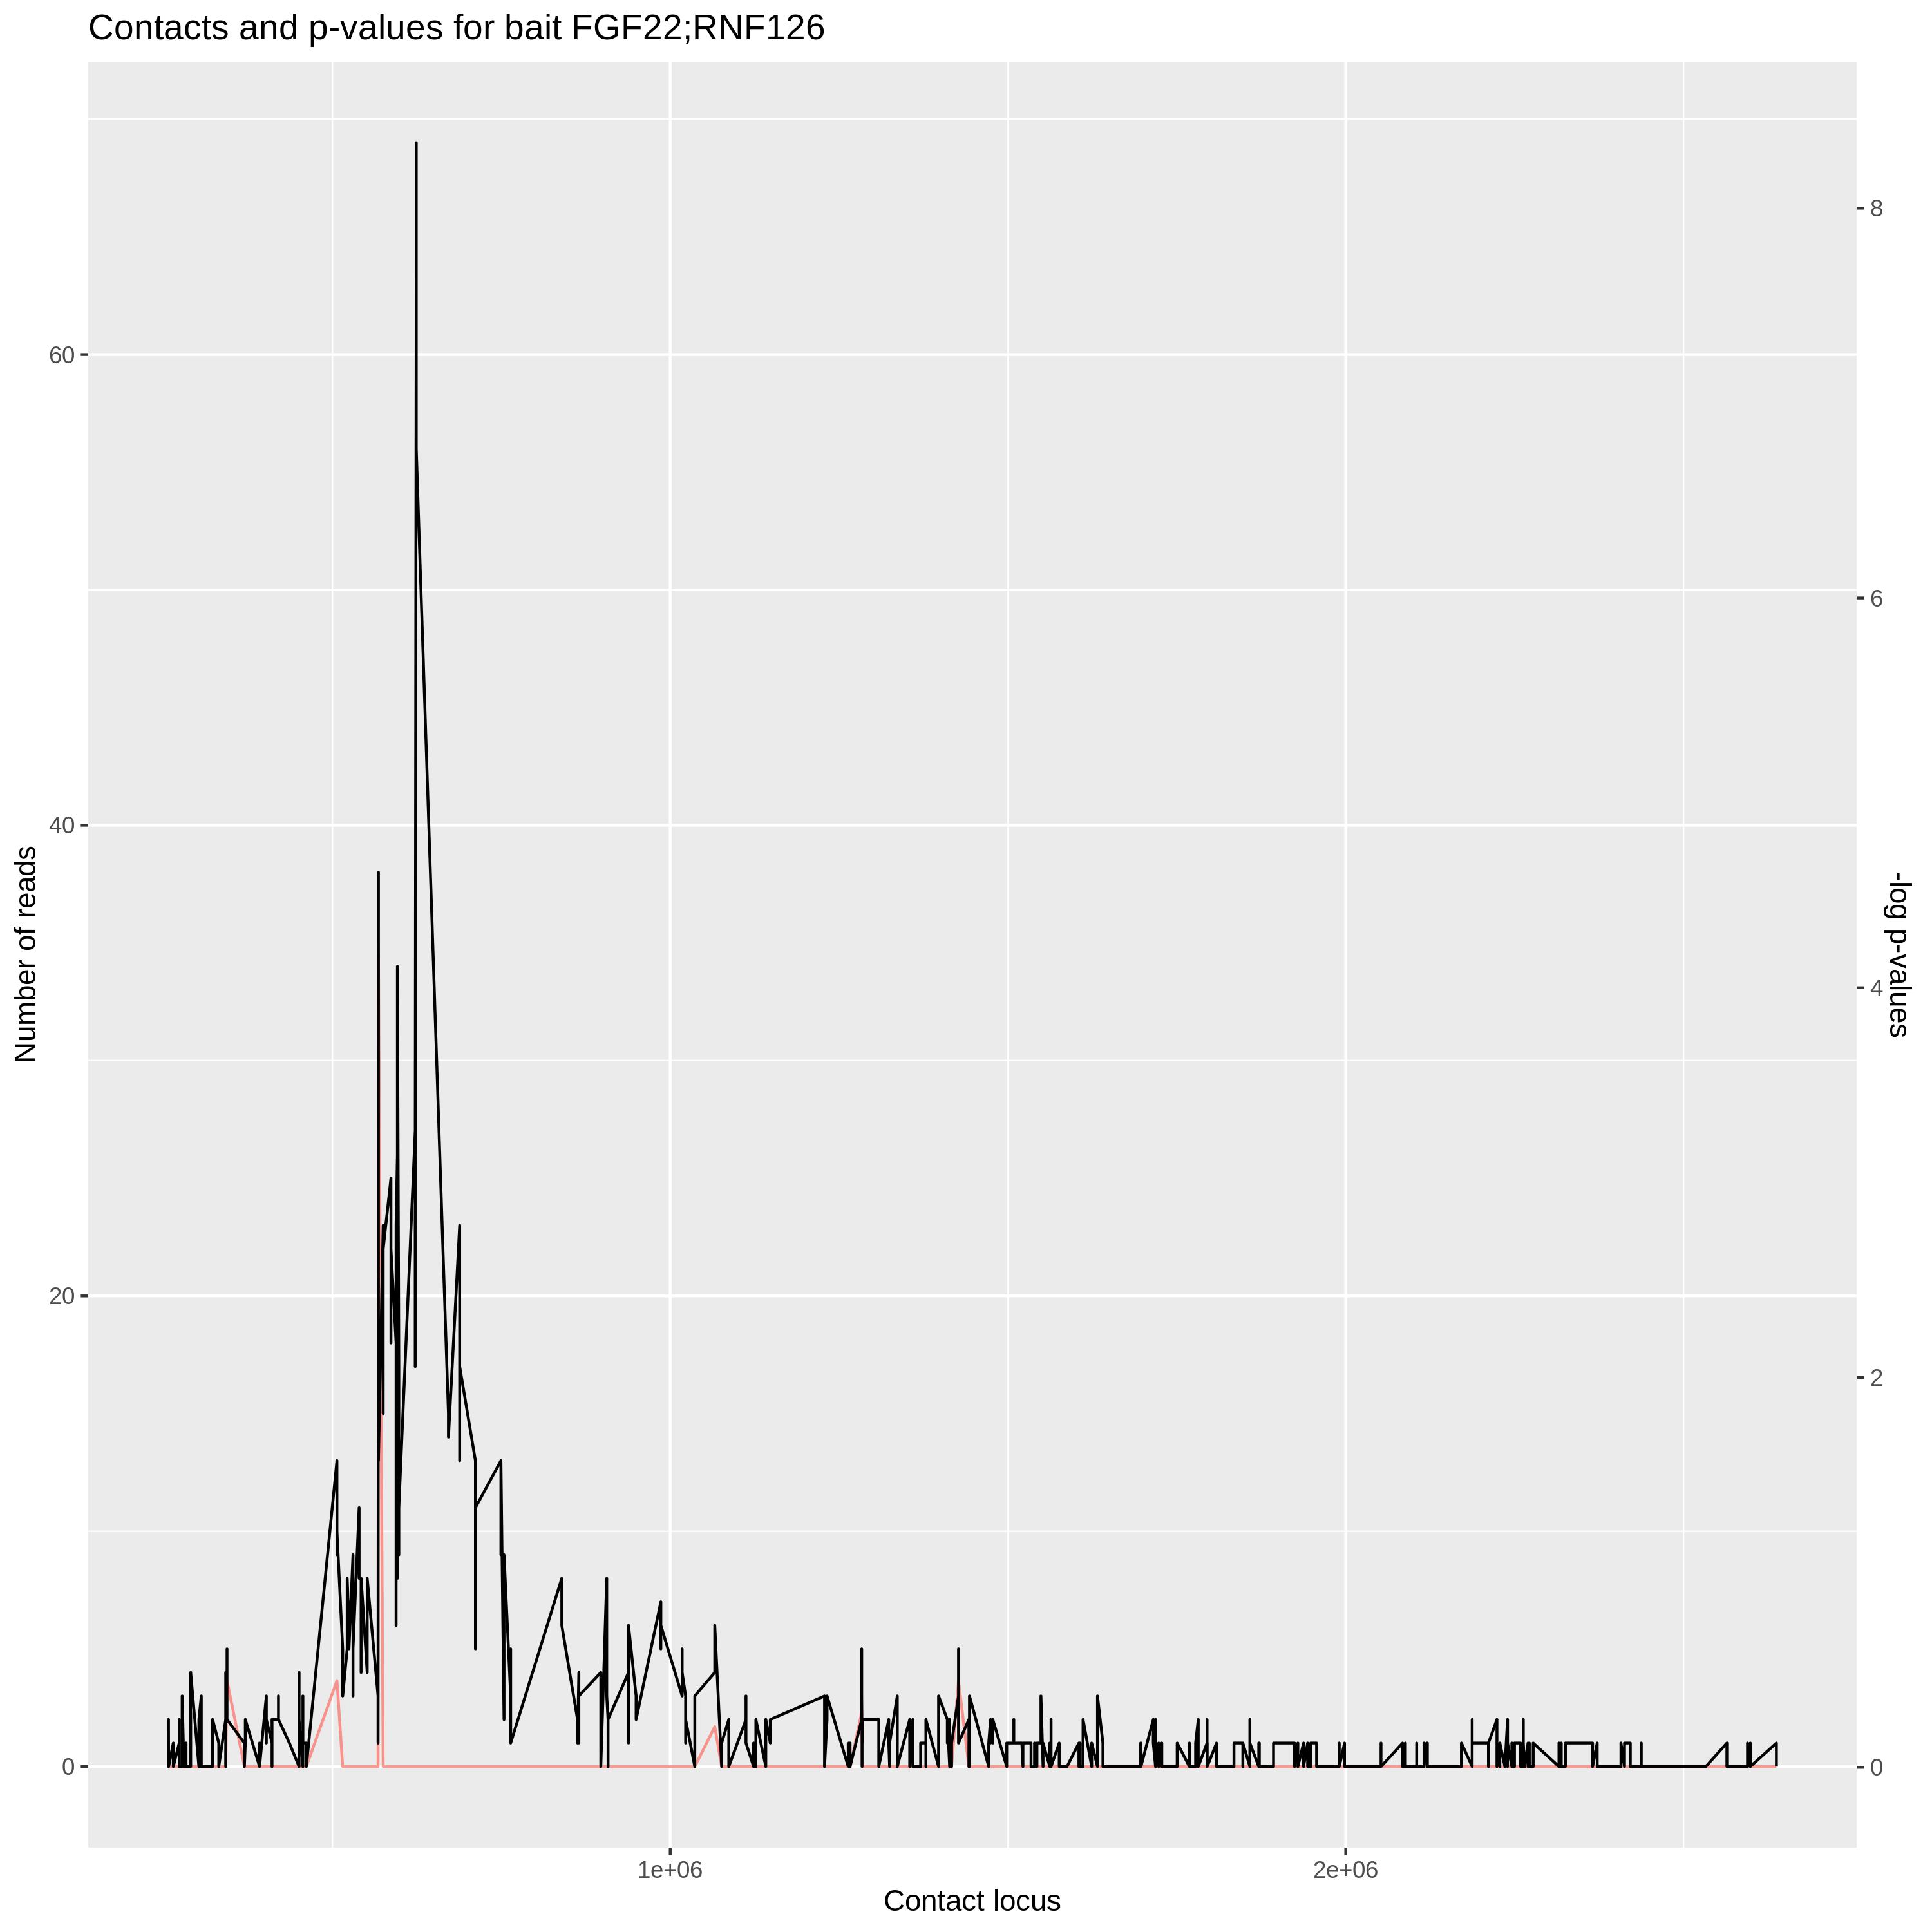 Contacts and p-values for bait FGF22;RNF126
Number of reads
60
40
20
0
8
6
4
2
0
-log p-values
1e+06
2e+06
Contact locus